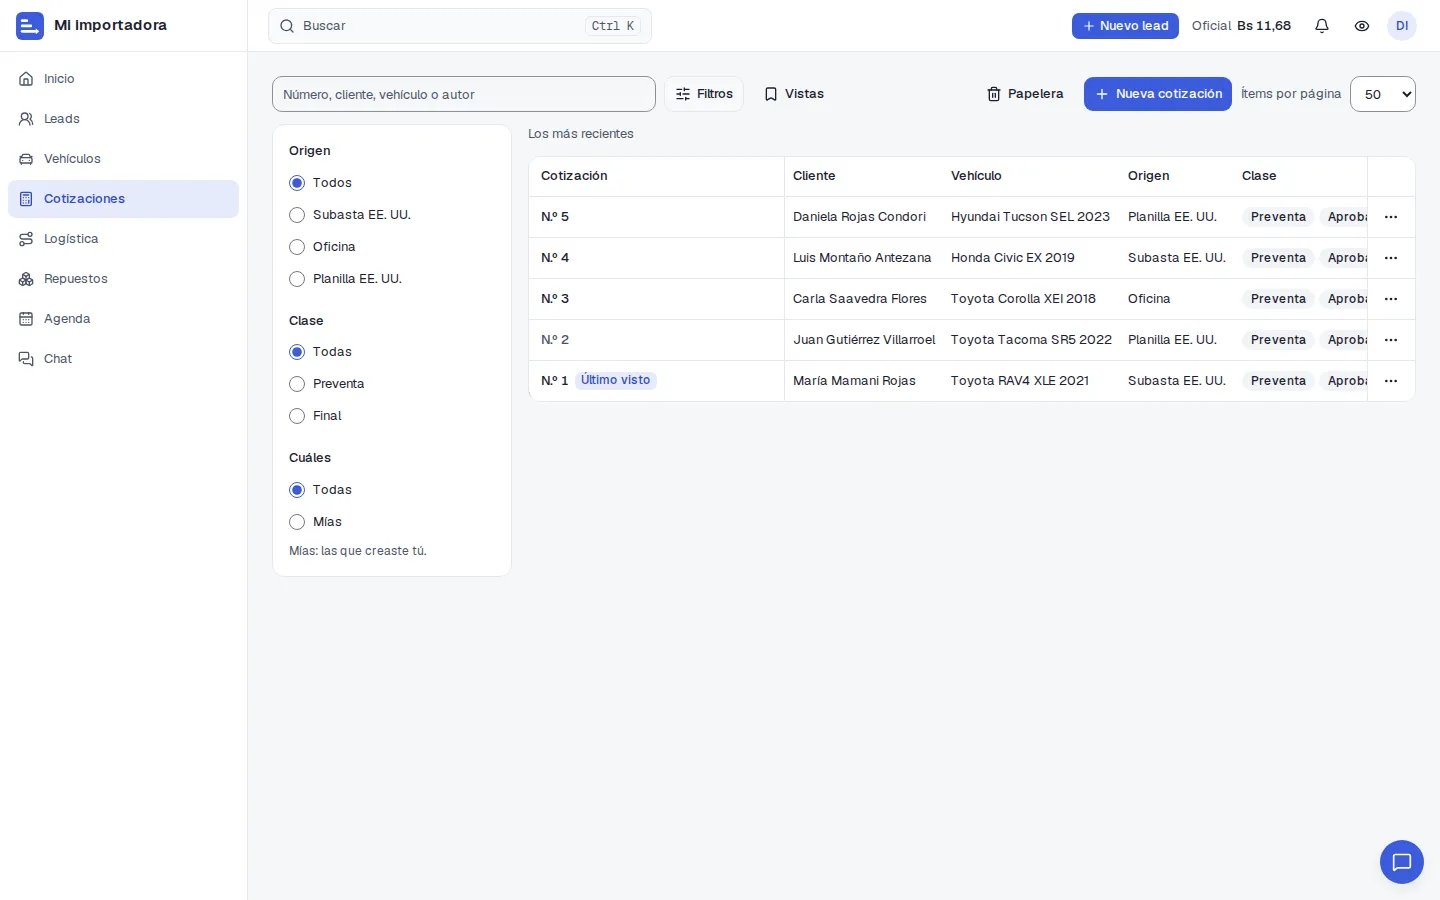 MI Importadora
Buscar
Ctrl K
Nuevo lead
Oficial Bs 11,68
DI
Inicio
Leads
Vehículos
Cotizaciones
Logística
Repuestos
Agenda
Chat
Número, cliente, vehículo o autor
Filtros
Vistas
Papelera
Nueva cotización
Ítems por página
50
Origen
Todos
Subasta EE. UU.
Oficina
Planilla EE. UU.
Clase
Todas
Preventa
Final
Cuáles
Todas
Mías
Mías: las que creaste tú.
Los más recientes
Cotización Cliente Vehículo Origen Clase
N.º 5 Daniela Rojas Condori Hyundai Tucson SEL 2023 Planilla EE. UU. Preventa Aproba
N.º 4 Luis Montaño Antezana Honda Civic EX 2019 Subasta EE. UU. Preventa Aproba
N.º 3 Carla Saavedra Flores Toyota Corolla XEI 2018 Oficina Preventa Aproba
N.º 2 Juan Gutiérrez Villarroel Toyota Tacoma SR5 2022 Planilla EE. UU. Preventa Aproba
N.º 1 Último visto María Mamani Rojas Toyota RAV4 XLE 2021 Subasta EE. UU. Preventa Aproba